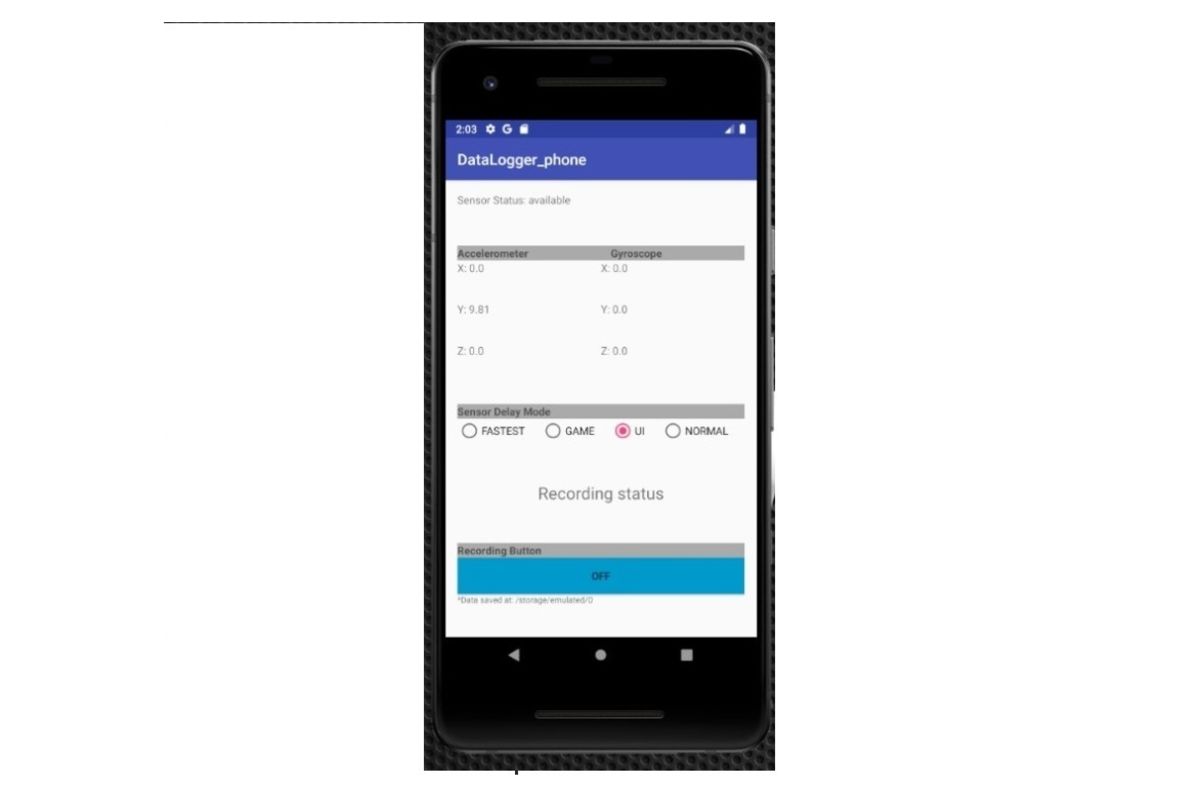 2:03
DataLogger_phone
Sensor Status: available
Accelerometer Gyroscope
X: 0.0 X: 0.0
Y: 9.81 Y: 0.0
Z: 0.0 Z: 0.0
Sensor Delay Mode
FASTEST GAME UI NORMAL
Recording status
Recording Button
OFF
*Data saved at: /storage/emulated/0